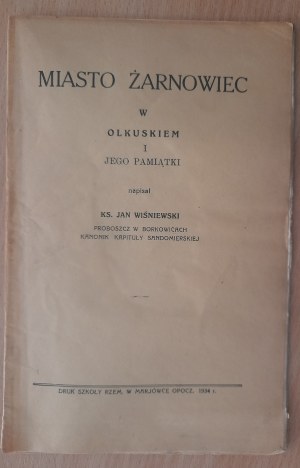 MIASTO ŻARNOWIEC
W
OLKUSKIEM
I
JEGO PAMIĄTKI
napisał
KS. JAN WIŚNIEWSKI
PROBOSZCZ W BORKOWICACH
KANONIK KAPITUŁY SANDOMIERSKIEJ
DRUK SZKOŁY RZEM. W MARJÓWCE OPOCZ. 1934 r.